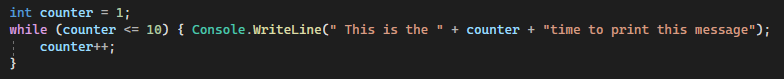 int counter = 1;
while (counter <= 10) { Console.WriteLine(" This is the " + counter + "time to print this message");
    counter++;
}